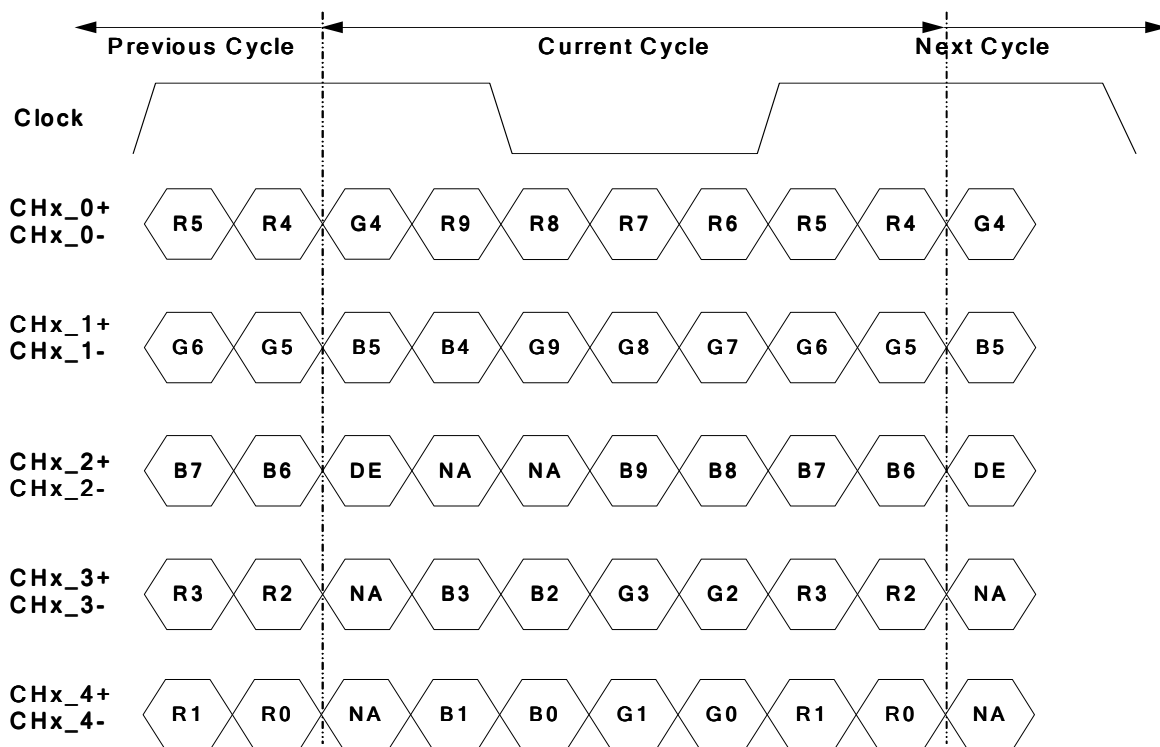 Previous Cycle Current Cycle Next Cycle
Clock
CHx_0+
CHx_0-
R5 R4 G4 R9 R8 R7 R6 R5 R4 G4
CHx_1+
CHx_1-
G6 G5 B5 B4 G9 G8 G7 G6 G5 B5
CHx_2+
CHx_2-
B7 B6 DE NA NA B9 B8 B7 B6 DE
CHx_3+
CHx_3-
R3 R2 NA B3 B2 G3 G2 R3 R2 NA
CHx_4+
CHx_4-
R1 R0 NA B1 B0 G1 G0 R1 R0 NA